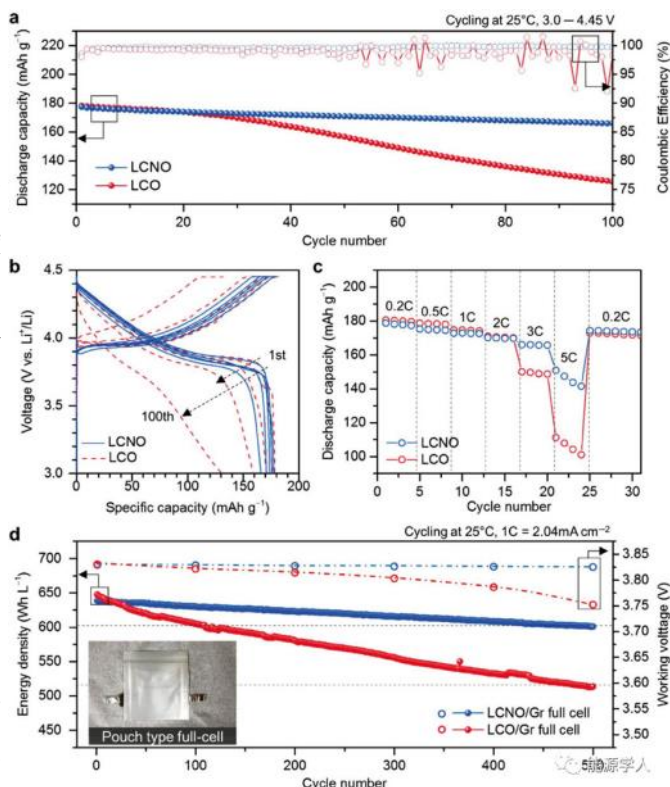 a
Cycling at 25°C, 3.0 – 4.45 V
Discharge capacity (mAh g⁻¹)
220
200
180
160
140
120
LCNO
LCO
100
95
90
85
80
75
Coulombic Efficiency (%)
0
20
40
60
80
100
Cycle number
b
Voltage (V vs. Li⁺/Li)
4.5
4.0
3.5
3.0
1st
100th
LCNO
LCO
0
50
100
150
200
Specific capacity (mAh g⁻¹)
c
Discharge capacity (mAh g⁻¹)
200
180
160
140
120
100
0.2C
0.5C
1C
2C
3C
5C
0.2C
LCNO
LCO
0
5
10
15
20
25
30
Cycle number
d
Cycling at 25°C, 1C = 2.04mA cm⁻²
Energy density (Wh L⁻¹)
700
650
600
550
500
450
Pouch type full-cell
LCNO/Gr full cell
LCO/Gr full cell
3.85
3.80
3.75
3.70
3.65
3.60
3.55
3.50
Working volttage (V)
0
100
200
300
400
500
Cycle number
能源学人